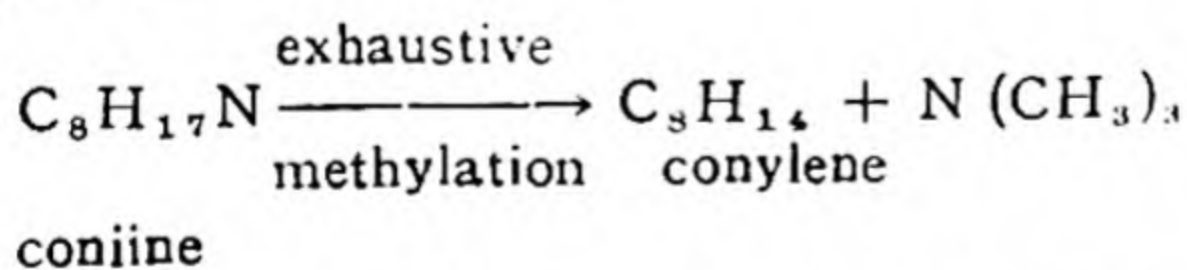 exhaustive
C₈H₁₇N ⟶ C₈H₁₄ + N (CH₃)₃
methylation conylene
coniine